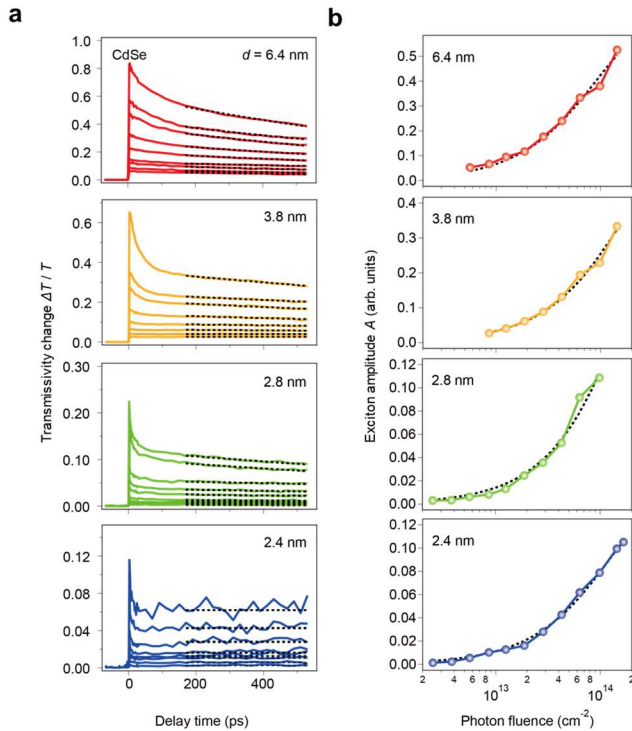 a
b
CdSe
d = 6.4 nm
1.0
0.8
0.6
0.4
0.2
0.0
3.8 nm
0.6
0.4
0.2
0.0
2.8 nm
0.30
0.20
0.10
0.00
2.4 nm
0.12
0.08
0.04
0.00
0
200
400
Transmissivity change ΔT / T
Delay time (ps)
6.4 nm
0.5
0.4
0.3
0.2
0.1
0.0
3.8 nm
0.4
0.3
0.2
0.1
0.0
2.8 nm
0.12
0.10
0.08
0.06
0.04
0.02
0.00
2.4 nm
0.12
0.10
0.08
0.06
0.04
0.02
0.00
2 4 6 8 10¹³ 2 4 6 8 10¹⁴ 2
Exciton amplitude A (arb. units)
Photon fluence (cm⁻²)